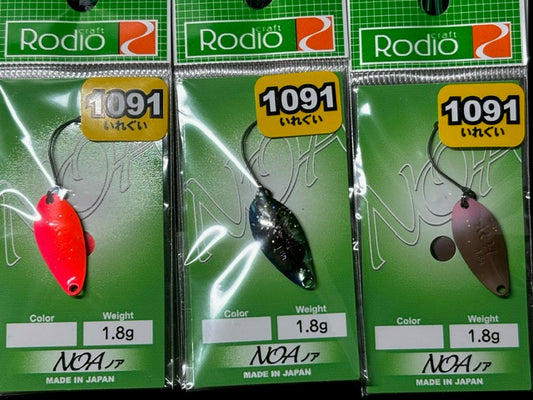 Rodio craft
Rodio craft
Rodio craft
1091
いれぐい
1091
いれぐい
1091
いれぐい
NOA
NOA
NOA
Color Weight
1.8g
Color Weight
1.8g
Color Weight
1.8g
NOA ノア
MADE IN JAPAN
NOA ノア
MADE IN JAPAN
NOA ノア
MADE IN JAPAN